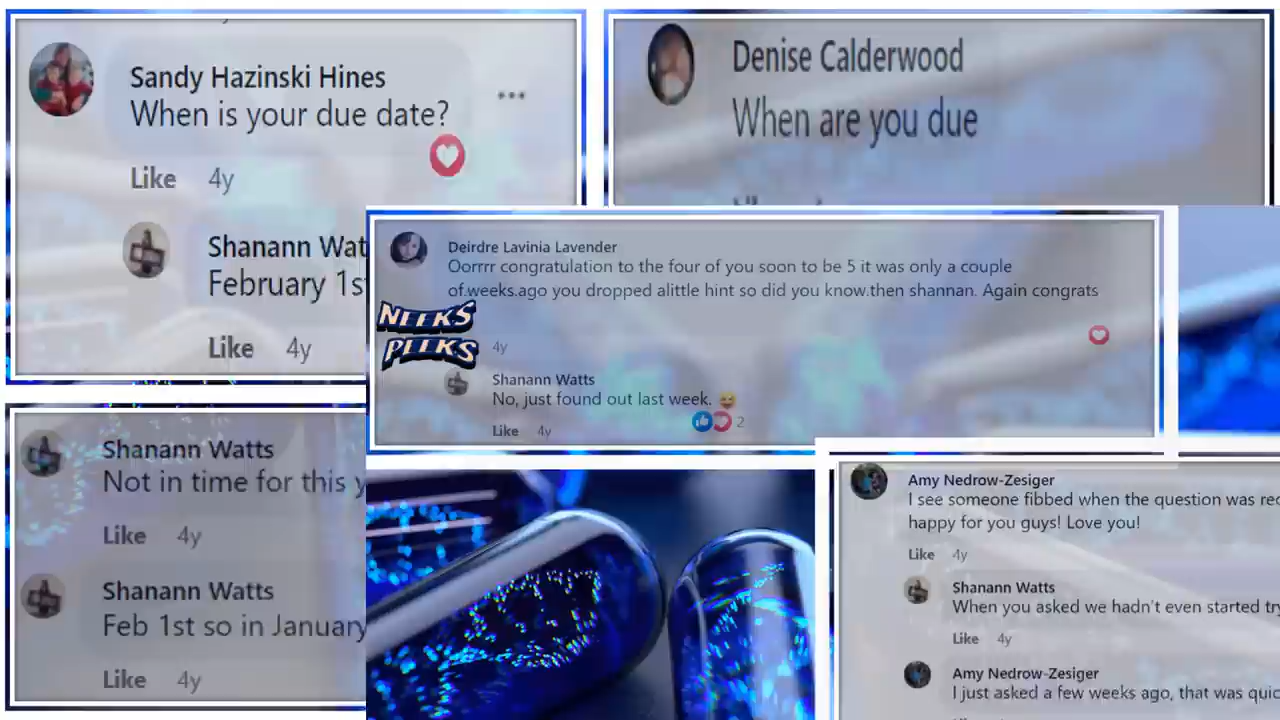 Sandy Hazinski Hines
When is your due date?
Like 4y
Shanann Wat
February 1s
Like 4y
Denise Calderwood
When are you due
Deirdre Lavinia Lavender
Oorrrr congratulation to the four of you soon to be 5 it was only a couple
of.weeks.ago you dropped alittle hint so did you know.then shannan. Again congrats
NEEKS
PEEKS
4y
Shanann Watts
No, just found out last week.
2
Like 4y
Shanann Watts
Not in time for this y
Like 4y
Shanann Watts
Feb 1st so in January
Like 4y
Amy Nedrow-Zesiger
I see someone fibbed when the question was rec
happy for you guys! Love you!
Like 4y
Shanann Watts
When you asked we hadn't even started try
Like 4y
Amy Nedrow-Zesiger
I just asked a few weeks ago, that was quic